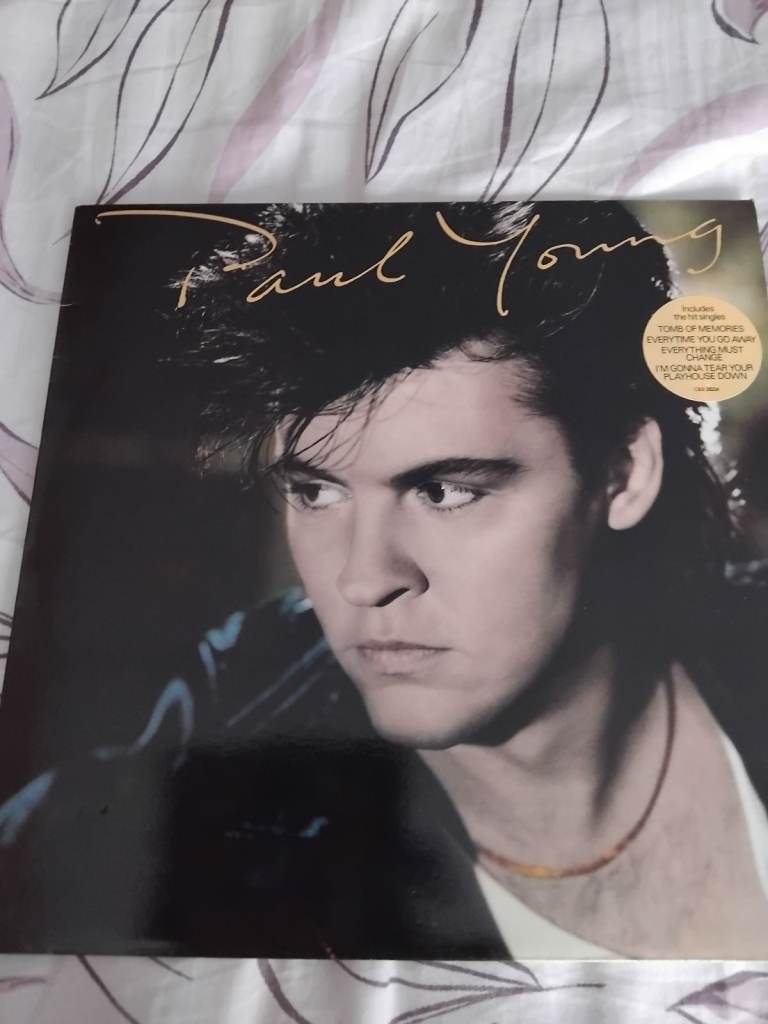 Paul Young
Includes
the hit singles
TOMB OF MEMORIES
EVERYTIME YOU GO AWAY
EVERYTHING MUST
CHANGE
I'M GONNA TEAR YOUR
PLAYHOUSE DOWN